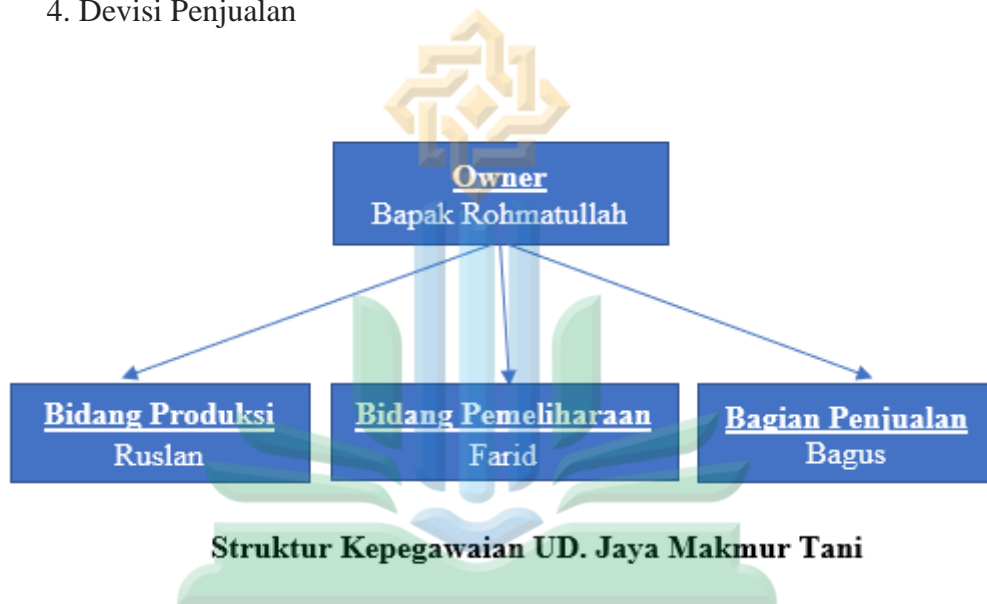 4. Devisi Penjualan
Owner
Bapak Rohmatullah
Bidang Produksi
Ruslan
Bidang Pemeliharaan
Farid
Bagian Penjualan
Bagus
Struktur Kepegawaian UD. Jaya Makmur Tani